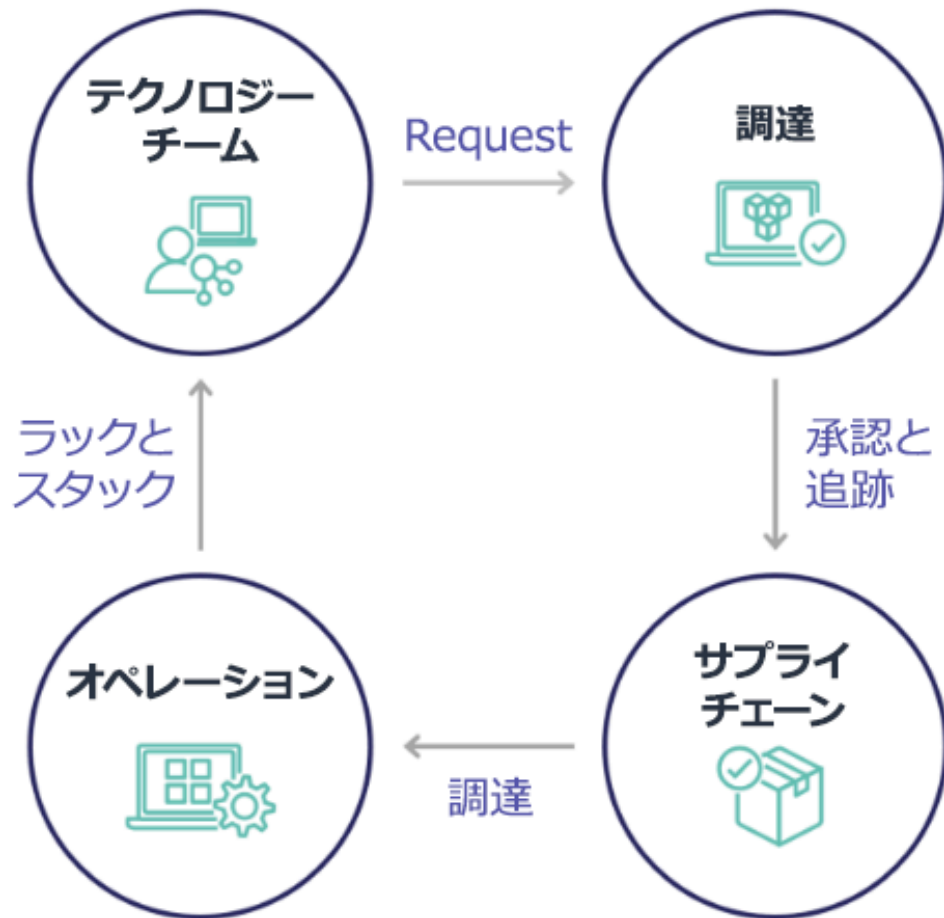 テクノロジー
チーム
Request
調達
ラックと
スタック
承認と
追跡
オペレーション
調達
サプライ
チェーン